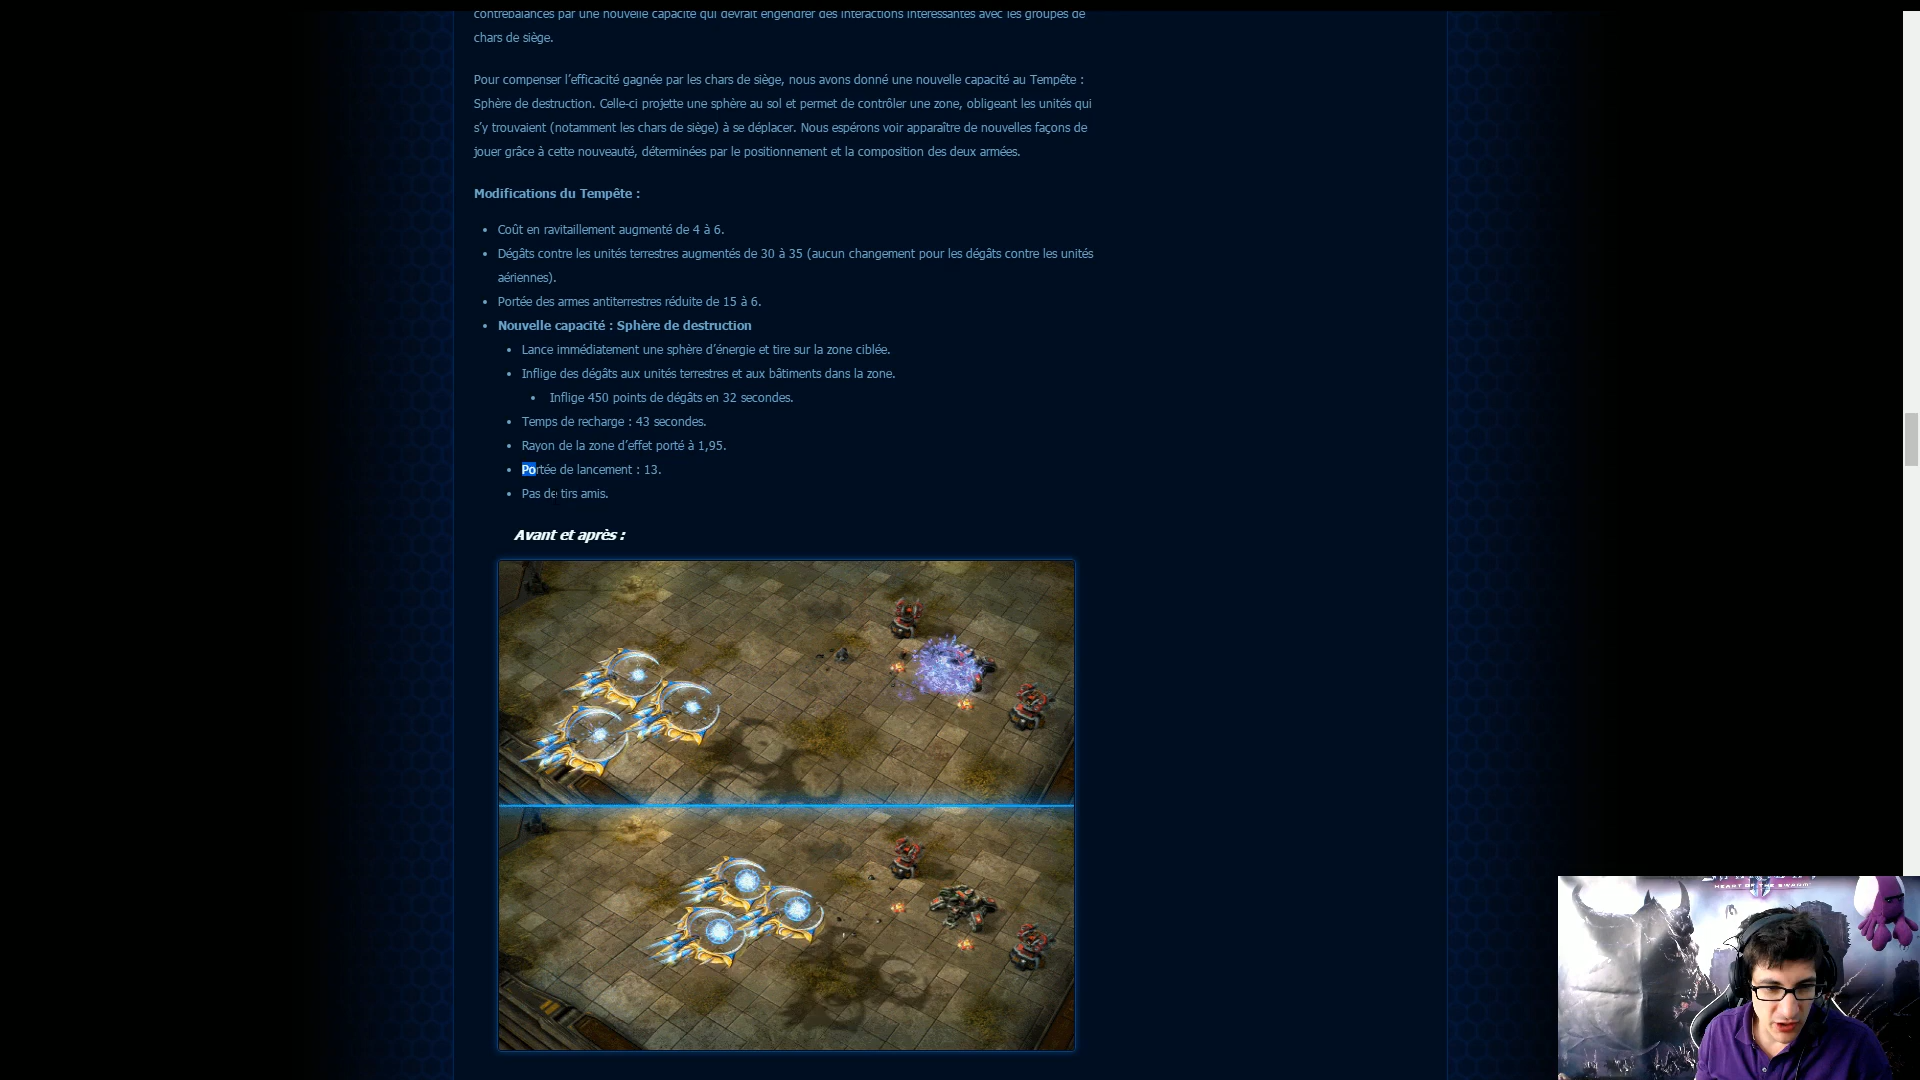 contrebalancés par une nouvelle capacité qui devrait engendrer des interactions intéressantes avec les groupes de
chars de siège.
Pour compenser l’efficacité gagnée par les chars de siège, nous avons donné une nouvelle capacité au Tempête :
Sphère de destruction. Celle-ci projette une sphère au sol et permet de contrôler une zone, obligeant les unités qui
s’y trouvaient (notamment les chars de siège) à se déplacer. Nous espérons voir apparaître de nouvelles façons de
jouer grâce à cette nouveauté, déterminées par le positionnement et la composition des deux armées.
Modifications du Tempête :
Coût en ravitaillement augmenté de 4 à 6.
Dégâts contre les unités terrestres augmentés de 30 à 35 (aucun changement pour les dégâts contre les unités
aériennes).
Portée des armes antiterrestres réduite de 15 à 6.
Nouvelle capacité : Sphère de destruction
Lance immédiatement une sphère d’énergie et tire sur la zone ciblée.
Inflige des dégâts aux unités terrestres et aux bâtiments dans la zone.
Inflige 450 points de dégâts en 32 secondes.
Temps de recharge : 43 secondes.
Rayon de la zone d’effet porté à 1,95.
Portée de lancement : 13.
Pas de tirs amis.
Avant et après :
HEART OF THE SWARM